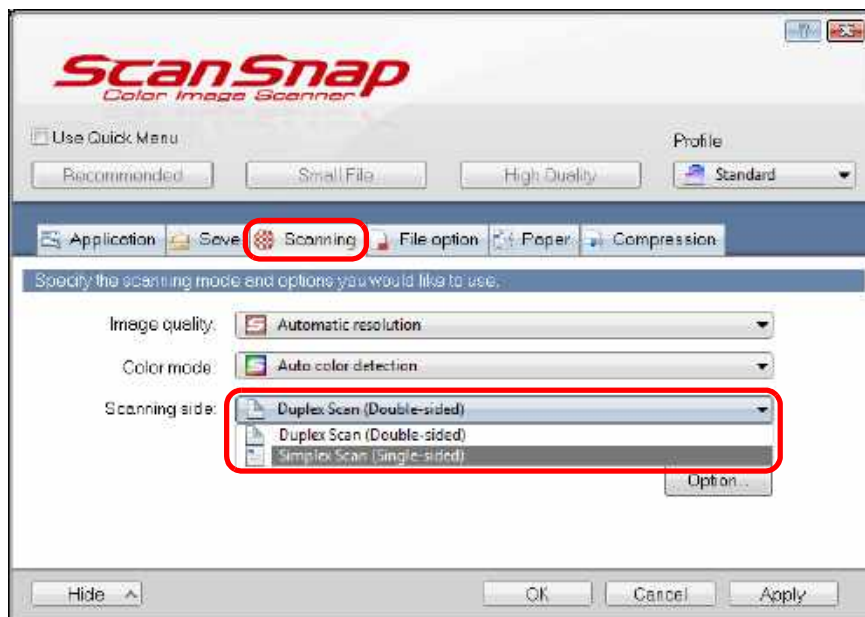 ScanSnap
Color Image Scanner
Use Quick Menu
Profile
Recommended
Small File
High Quality
Standard
Application
Save
Scanning
File option
Paper
Compression
Specify the scanning mode and options you would like to use.
Image quality:
Automatic resolution
Color mode:
Auto color detection
Scanning side:
Duplex Scan (Double-sided)
Duplex Scan (Double-sided)
Simplex Scan (Single-sided)
Option...
Hide
OK
Cancel
Apply